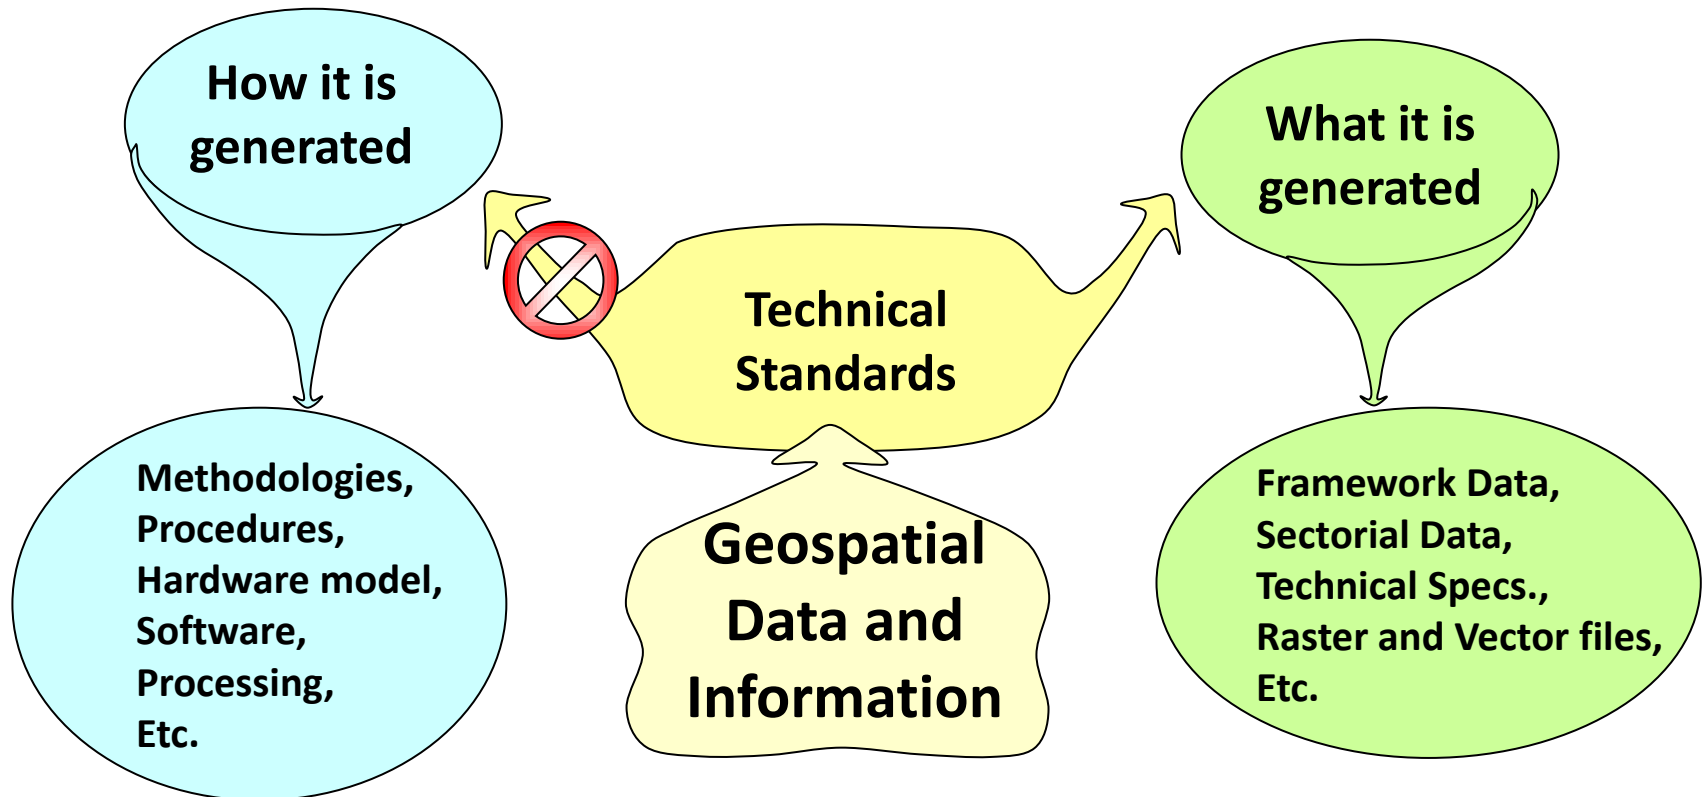 How it is
generated
What it is
generated
Technical
Standards
Methodologies,
Procedures,
Hardware model,
Software,
Processing,
Etc.
Geospatial
Data and
Information
Framework Data,
Sectorial Data,
Technical Specs.,
Raster and Vector files,
Etc.